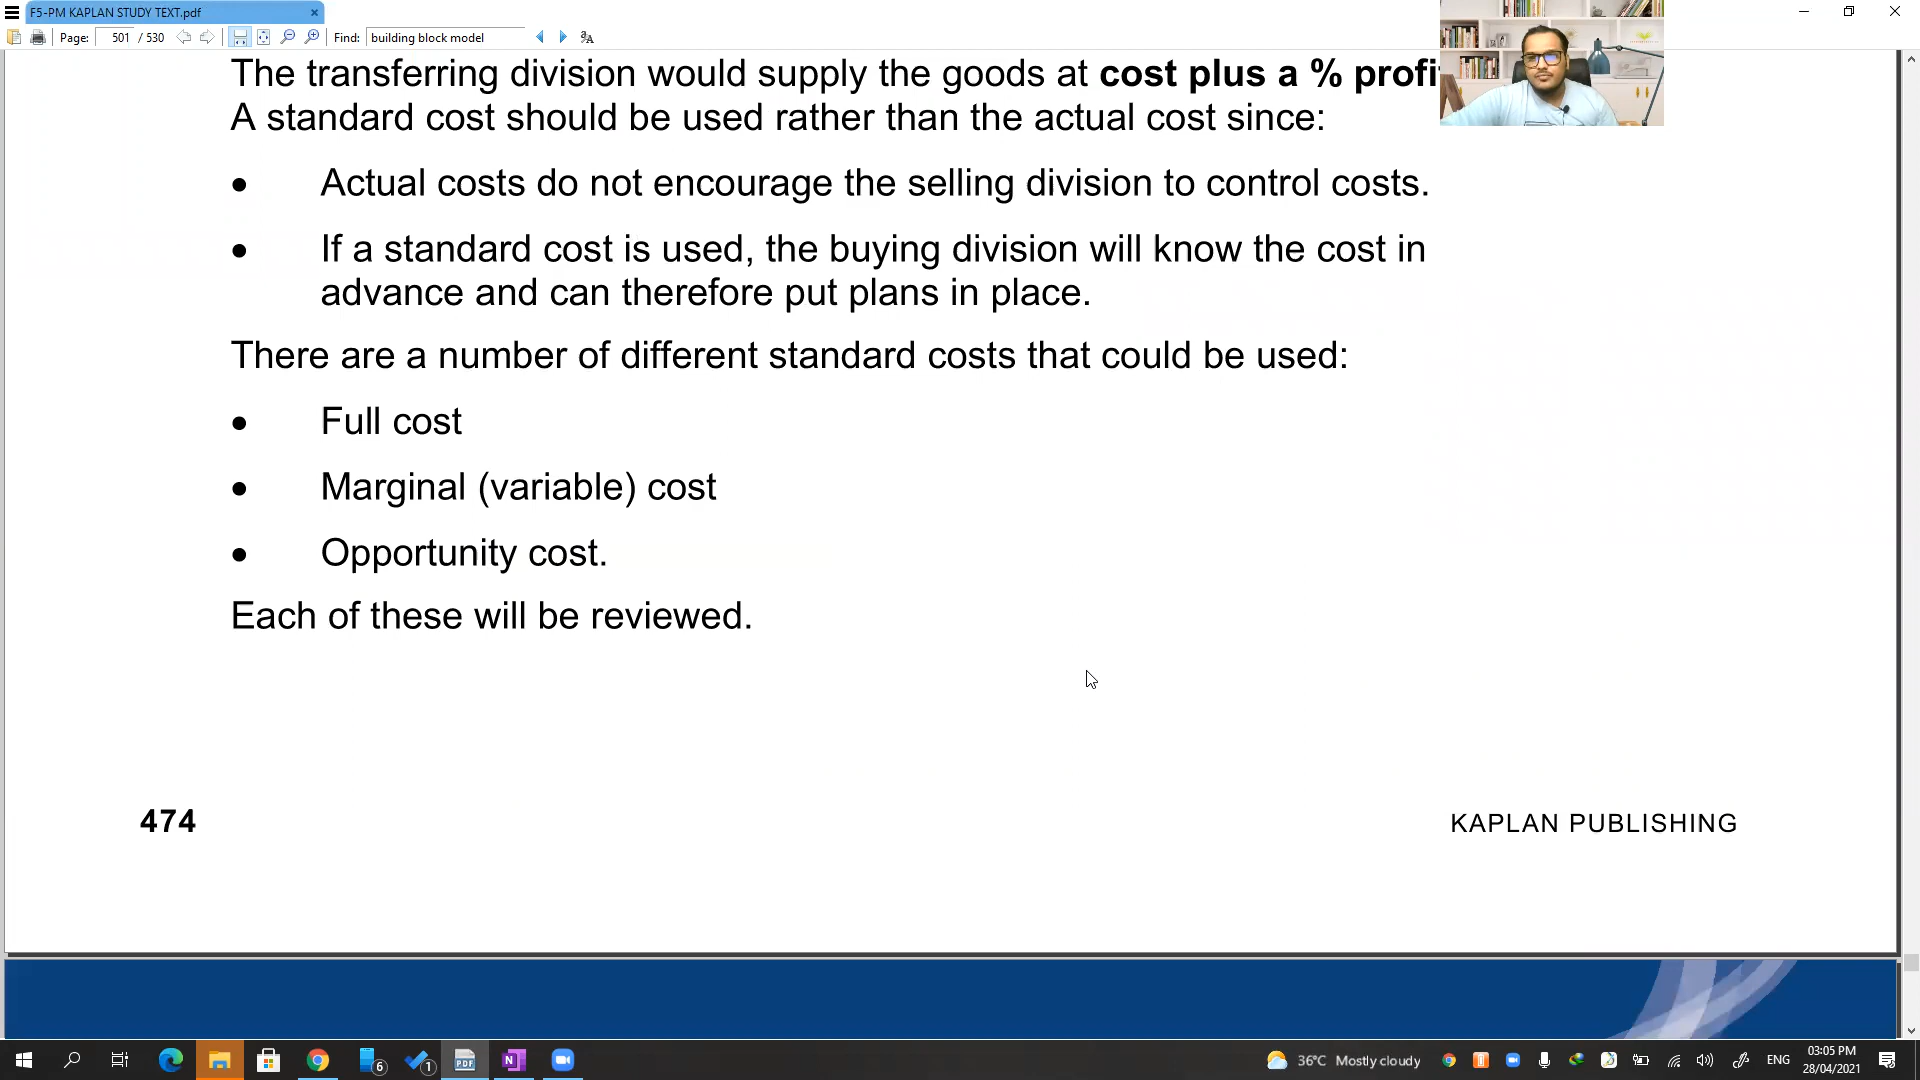 F5-PM KAPLAN STUDY TEXT.pdf
Page: 501 / 530 Find: building block model
The transferring division would supply the goods at cost plus a % profi
A standard cost should be used rather than the actual cost since:
• Actual costs do not encourage the selling division to control costs.
• If a standard cost is used, the buying division will know the cost in
advance and can therefore put plans in place.
There are a number of different standard costs that could be used:
• Full cost
• Marginal (variable) cost
• Opportunity cost.
Each of these will be reviewed.
474 KAPLAN PUBLISHING
6 1 PDF N 36°C Mostly cloudy ENG 03:05 PM
28/04/2021